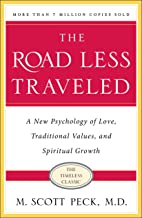 MORE THAN 7 MILLION COPIES SOLD
THE
ROAD LESS
TRAVELED
A New Psychology of Love,
Traditional Values, and
Spiritual Growth
THE
TIMELESS
CLASSIC
M. SCOTT PECK, M.D.